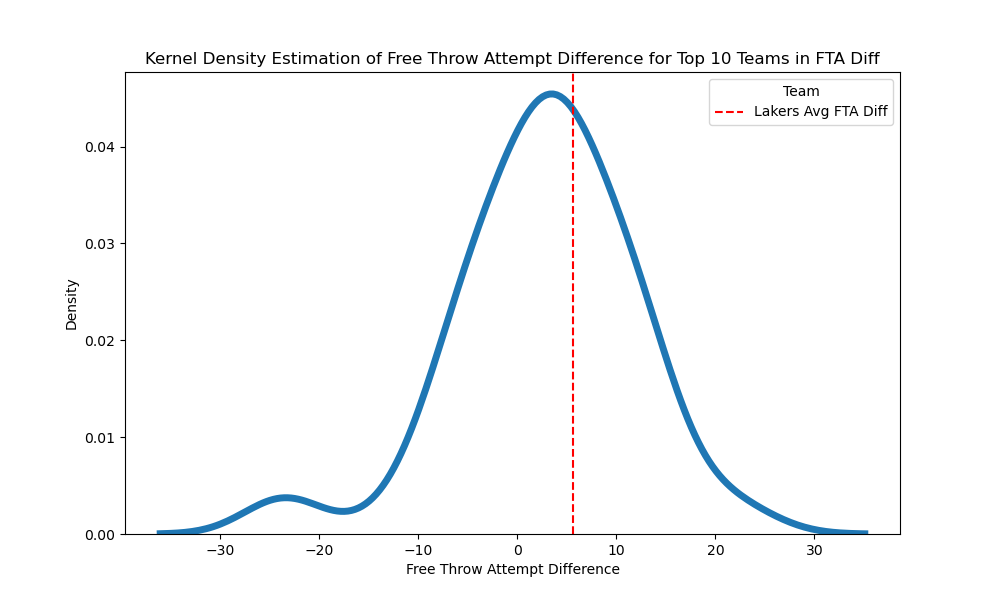 Kernel Density Estimation of Free Throw Attempt Difference for Top 10 Teams in FTA Diff
Team
Lakers Avg FTA Diff
0.04
0.03
0.02
0.01
0.00
Density
−30
−20
−10
0
10
20
30
Free Throw Attempt Difference